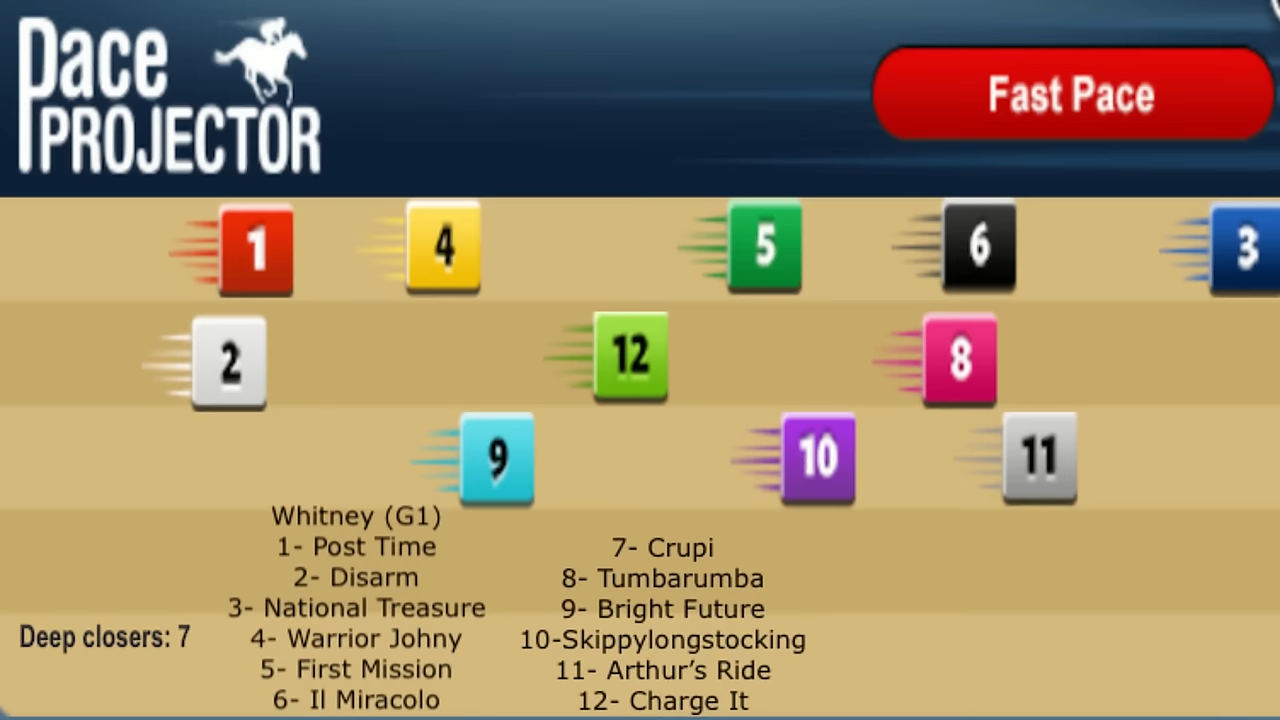 Pace
PROJECTOR
Fast Pace
1
4
5
6
3
2
12
8
9
10
11
Whitney (G1)
1- Post Time
2- Disarm
3- National Treasure
4- Warrior Johny
5- First Mission
6- Il Miracolo
7- Crupi
8- Tumbarumba
9- Bright Future
10-Skippylongstocking
11- Arthur's Ride
12- Charge It
Deep closers: 7